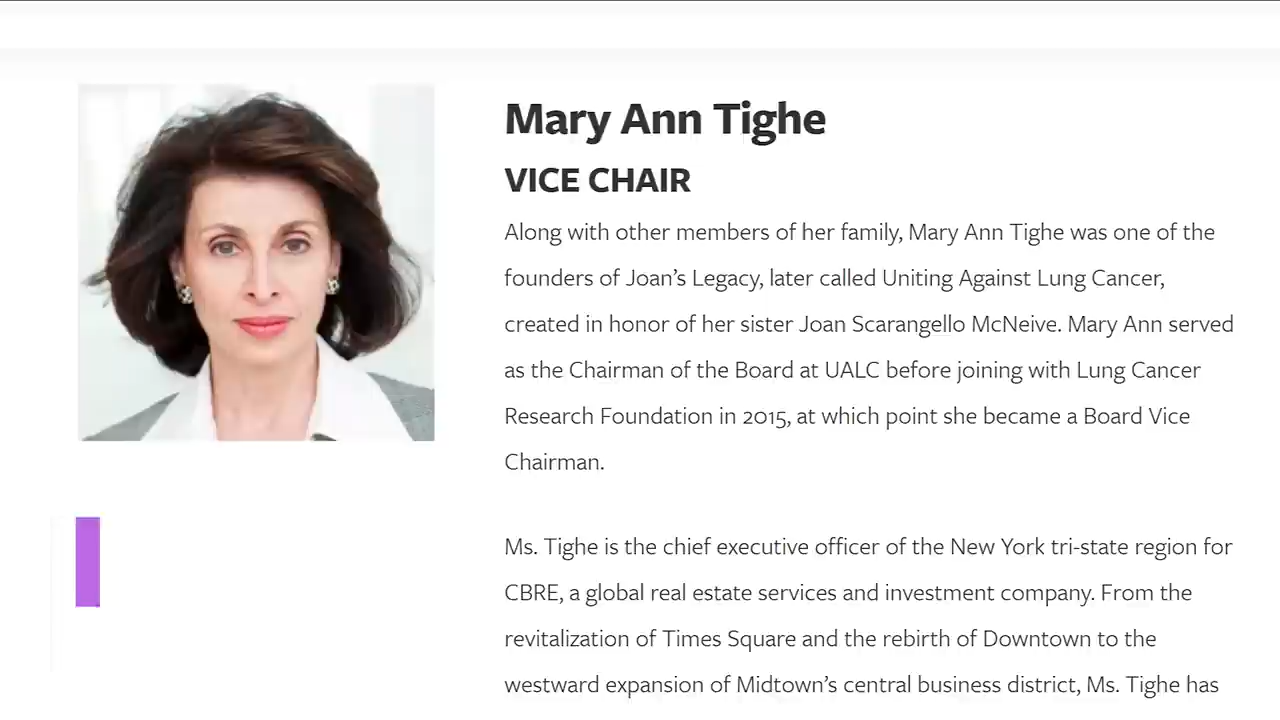 Mary Ann Tighe
VICE CHAIR
Along with other members of her family, Mary Ann Tighe was one of the
founders of Joan’s Legacy, later called Uniting Against Lung Cancer,
created in honor of her sister Joan Scarangello McNeive. Mary Ann served
as the Chairman of the Board at UALC before joining with Lung Cancer
Research Foundation in 2015, at which point she became a Board Vice
Chairman.
Ms. Tighe is the chief executive officer of the New York tri-state region for
CBRE, a global real estate services and investment company. From the
revitalization of Times Square and the rebirth of Downtown to the
westward expansion of Midtown’s central business district, Ms. Tighe has